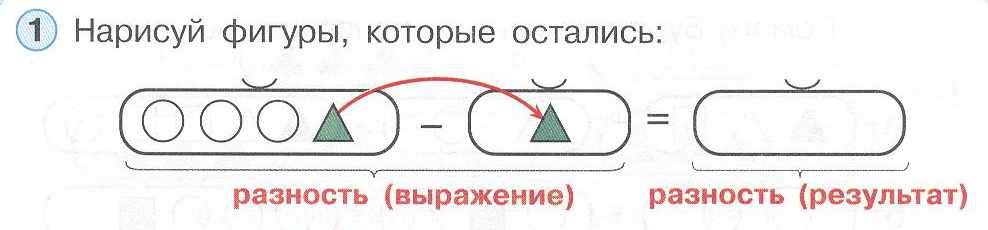 1 Нарисуй фигуры, которые остались:
– =
разность (выражение) разность (результат)